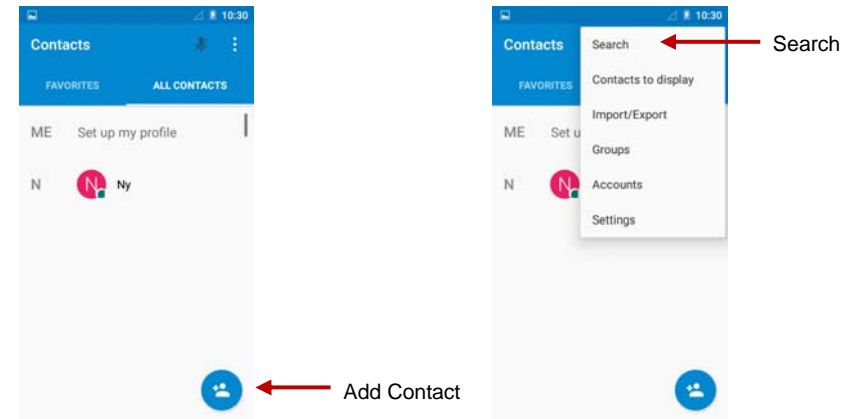 10:30
Contacts
FAVORITES ALL CONTACTS
ME Set up my profile
N N Ny
Add Contact
10:30
Contacts Search
Search
FAVORITES Contacts to display
Import/Export
ME Set u
Groups
N N Accounts
Settings